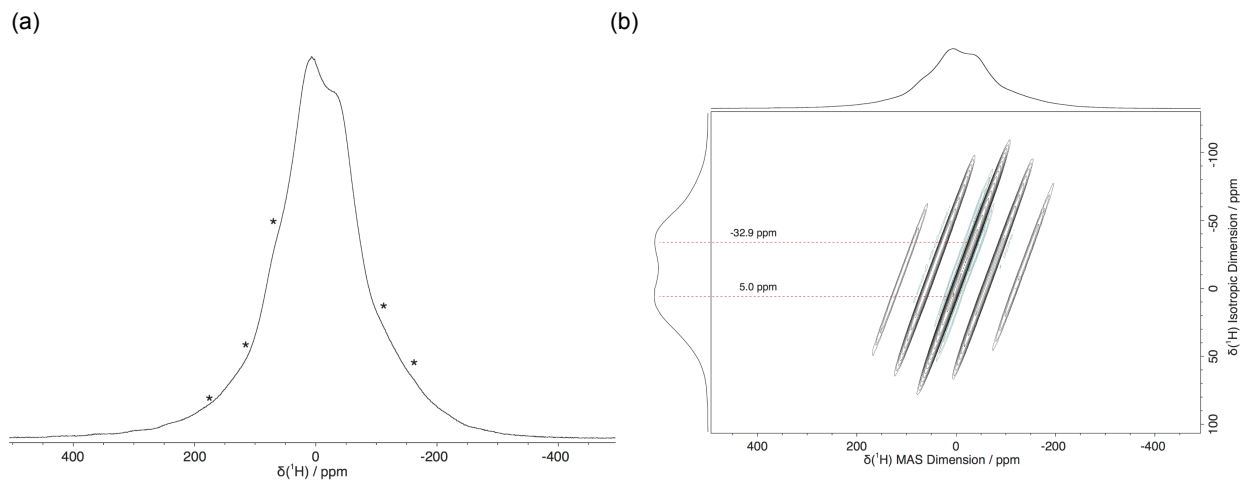 (a)
(b)
*
*
*
*
*
400
200
0
-200
-400
δ(¹H) / ppm
-32.9 ppm
5.0 ppm
-100
-50
0
50
100
δ(¹H) Isotropic Dimension / ppm
400
200
0
-200
-400
δ(¹H) MAS Dimension / ppm